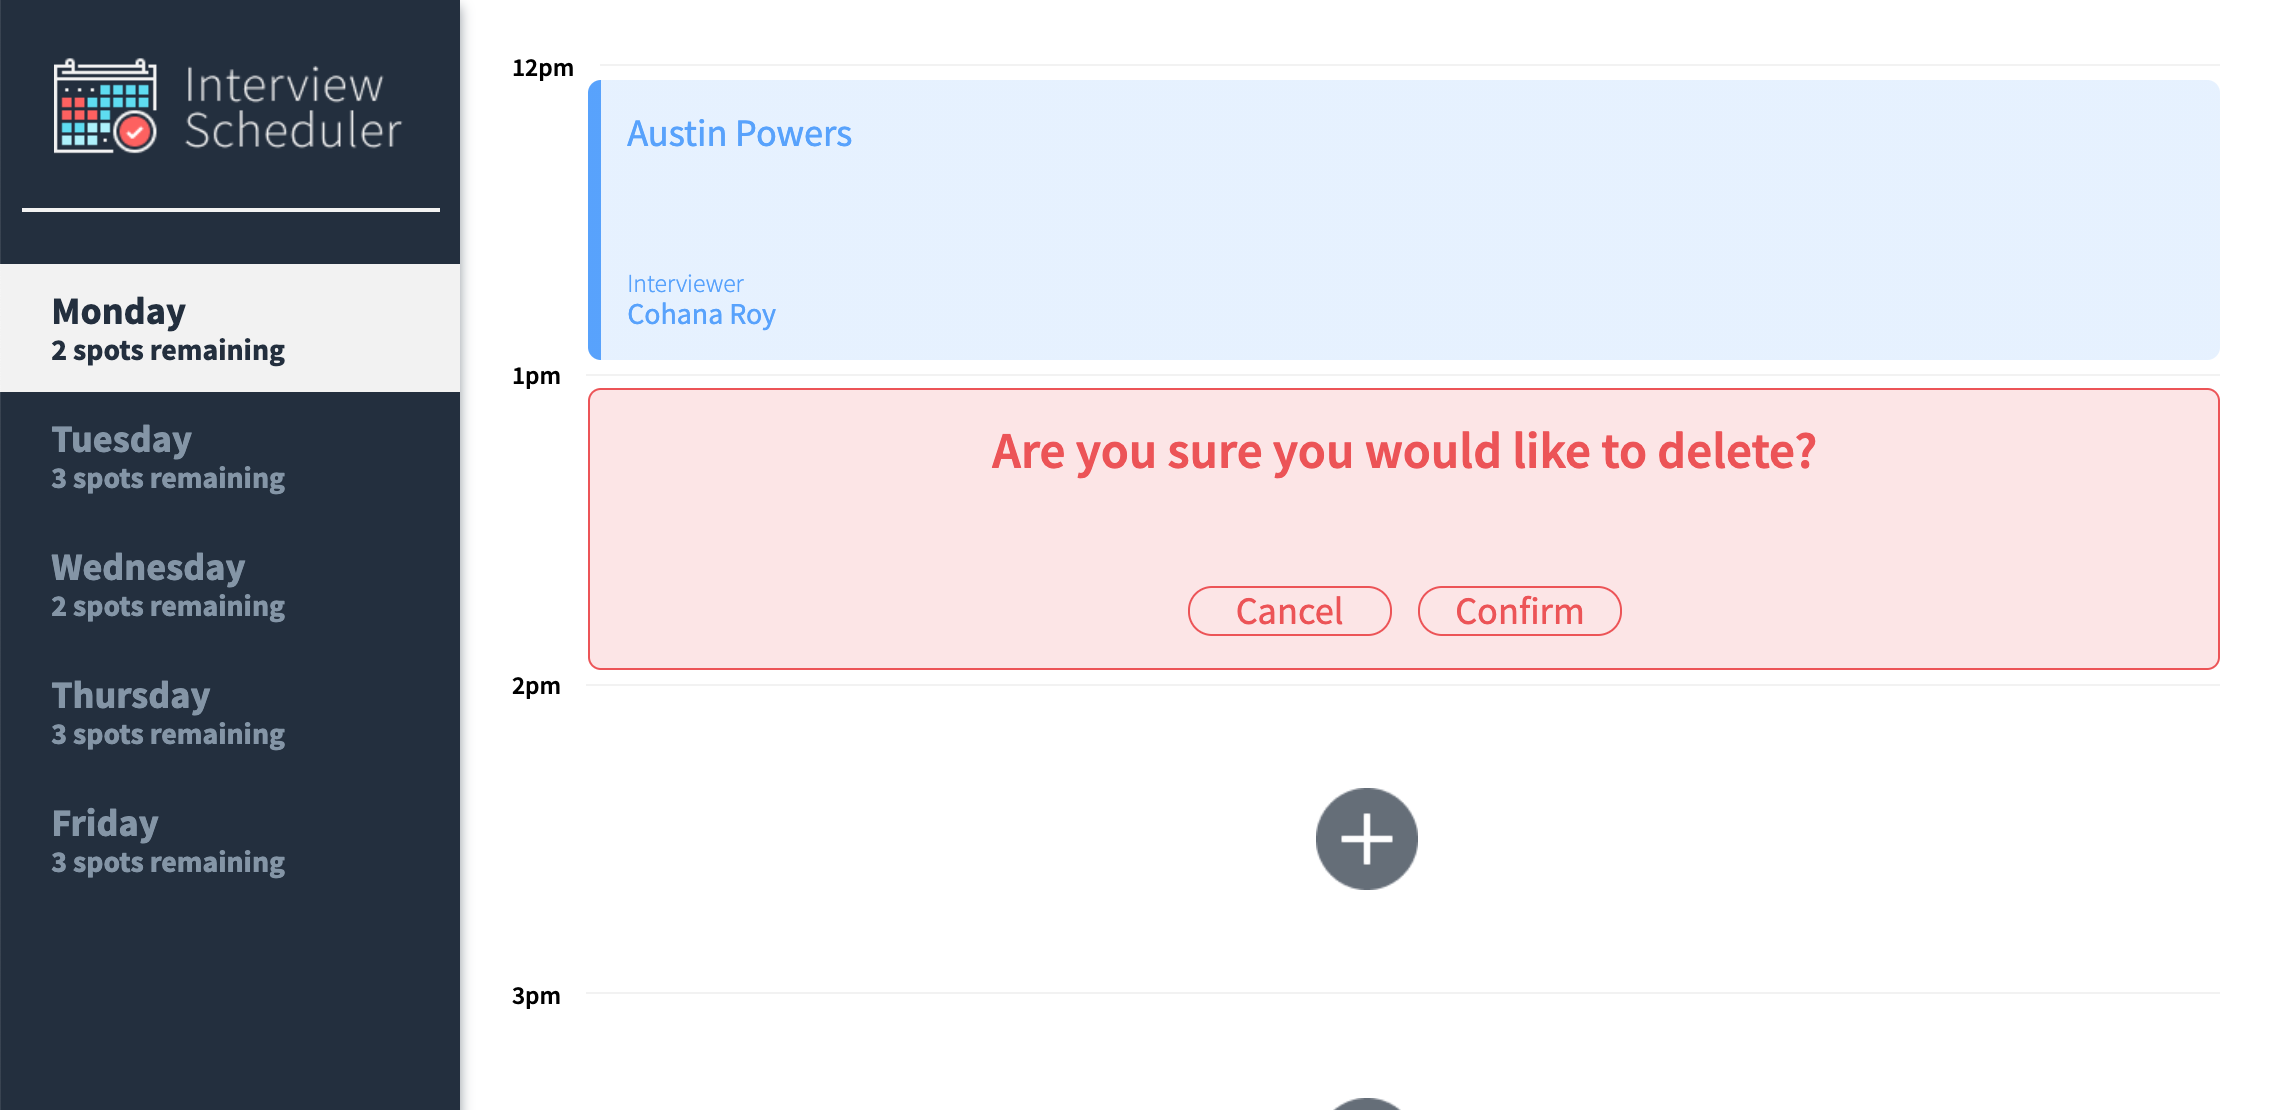 Interview
Scheduler
Monday
2 spots remaining
Tuesday
3 spots remaining
Wednesday
2 spots remaining
Thursday
3 spots remaining
Friday
3 spots remaining
12pm
Austin Powers
Interviewer
Cohana Roy
1pm
Are you sure you would like to delete?
Cancel
Confirm
2pm
3pm